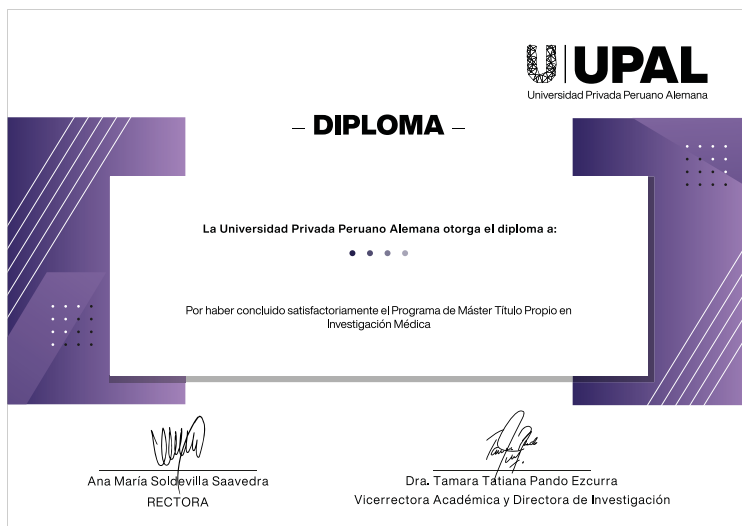 UPAL
Universidad Privada Peruano Alemana
– DIPLOMA –
La Universidad Privada Peruano Alemana otorga el diploma a:
Por haber concluido satisfactoriamente el Programa de Máster Título Propio en
Investigación Médica
Ana María Soldevilla Saavedra
RECTORA
Dra. Tamara Tatiana Pando Ezcurra
Vicerrectora Académica y Directora de Investigación